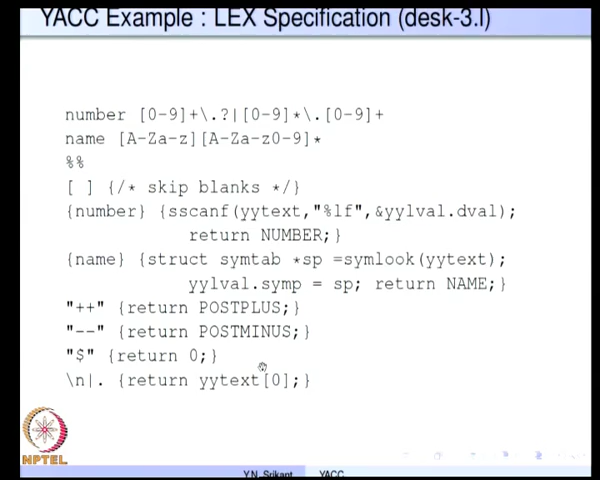 YACC Example : LEX Specification (desk-3.l)
number [0-9]+\.?|[0-9]*\.[0-9]+
name [A-Za-z][A-Za-z0-9]*
%%
[ ] {/* skip blanks */}
{number} {sscanf(yytext,"%lf",&yylval.dval);
return NUMBER;}
{name} {struct symtab *sp =symlook(yytext);
yylval.symp = sp; return NAME;}
"++" {return POSTPLUS;}
"--" {return POSTMINUS;}
"$" {return 0;}
\n|. {return yytext[0];}
NPTEL
Y.N. Srikant YACC